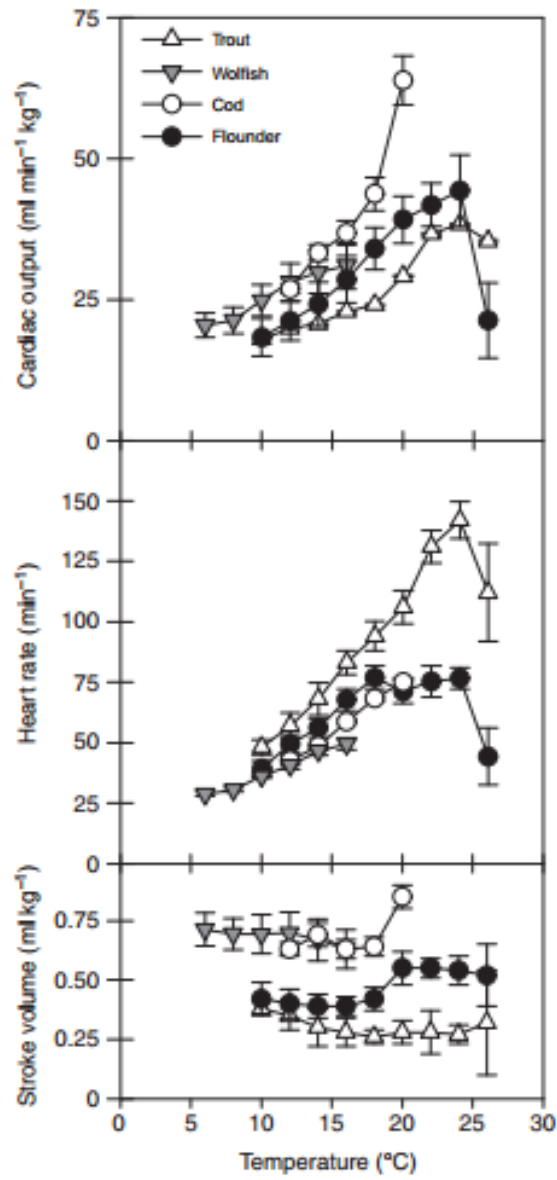 75
Trout
Wolfish
Cod
Flounder
50
25
0
Cardiac output (ml min⁻¹ kg⁻¹)
150
125
100
75
50
25
0
Heart rate (min⁻¹)
0.75
0.50
0.25
0
Stroke volume (ml kg⁻¹)
0 5 10 15 20 25 30
Temperature (°C)